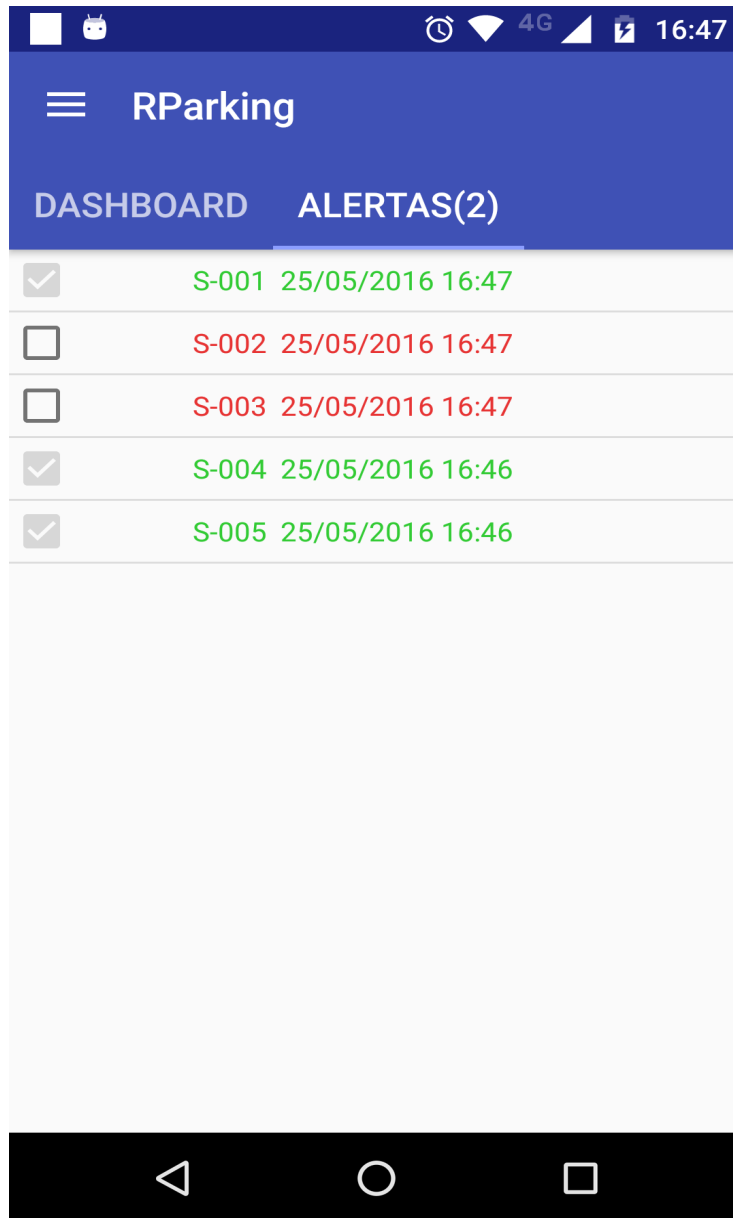 4G 16:47
RParking
DASHBOARD ALERTAS(2)
S-001 25/05/2016 16:47
S-002 25/05/2016 16:47
S-003 25/05/2016 16:47
S-004 25/05/2016 16:46
S-005 25/05/2016 16:46